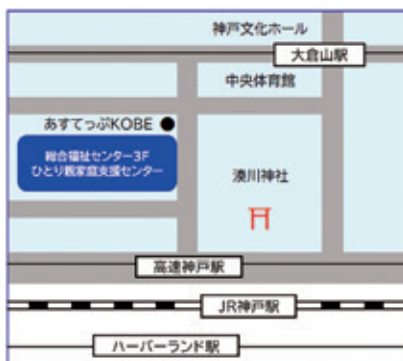 神戸文化ホール
大倉山駅
中央体育館
あすてっぷKOBE
総合福祉センター3F
ひとり親家庭支援センター
湊川神社
高速神戸駅
JR神戸駅
ハーバーランド駅